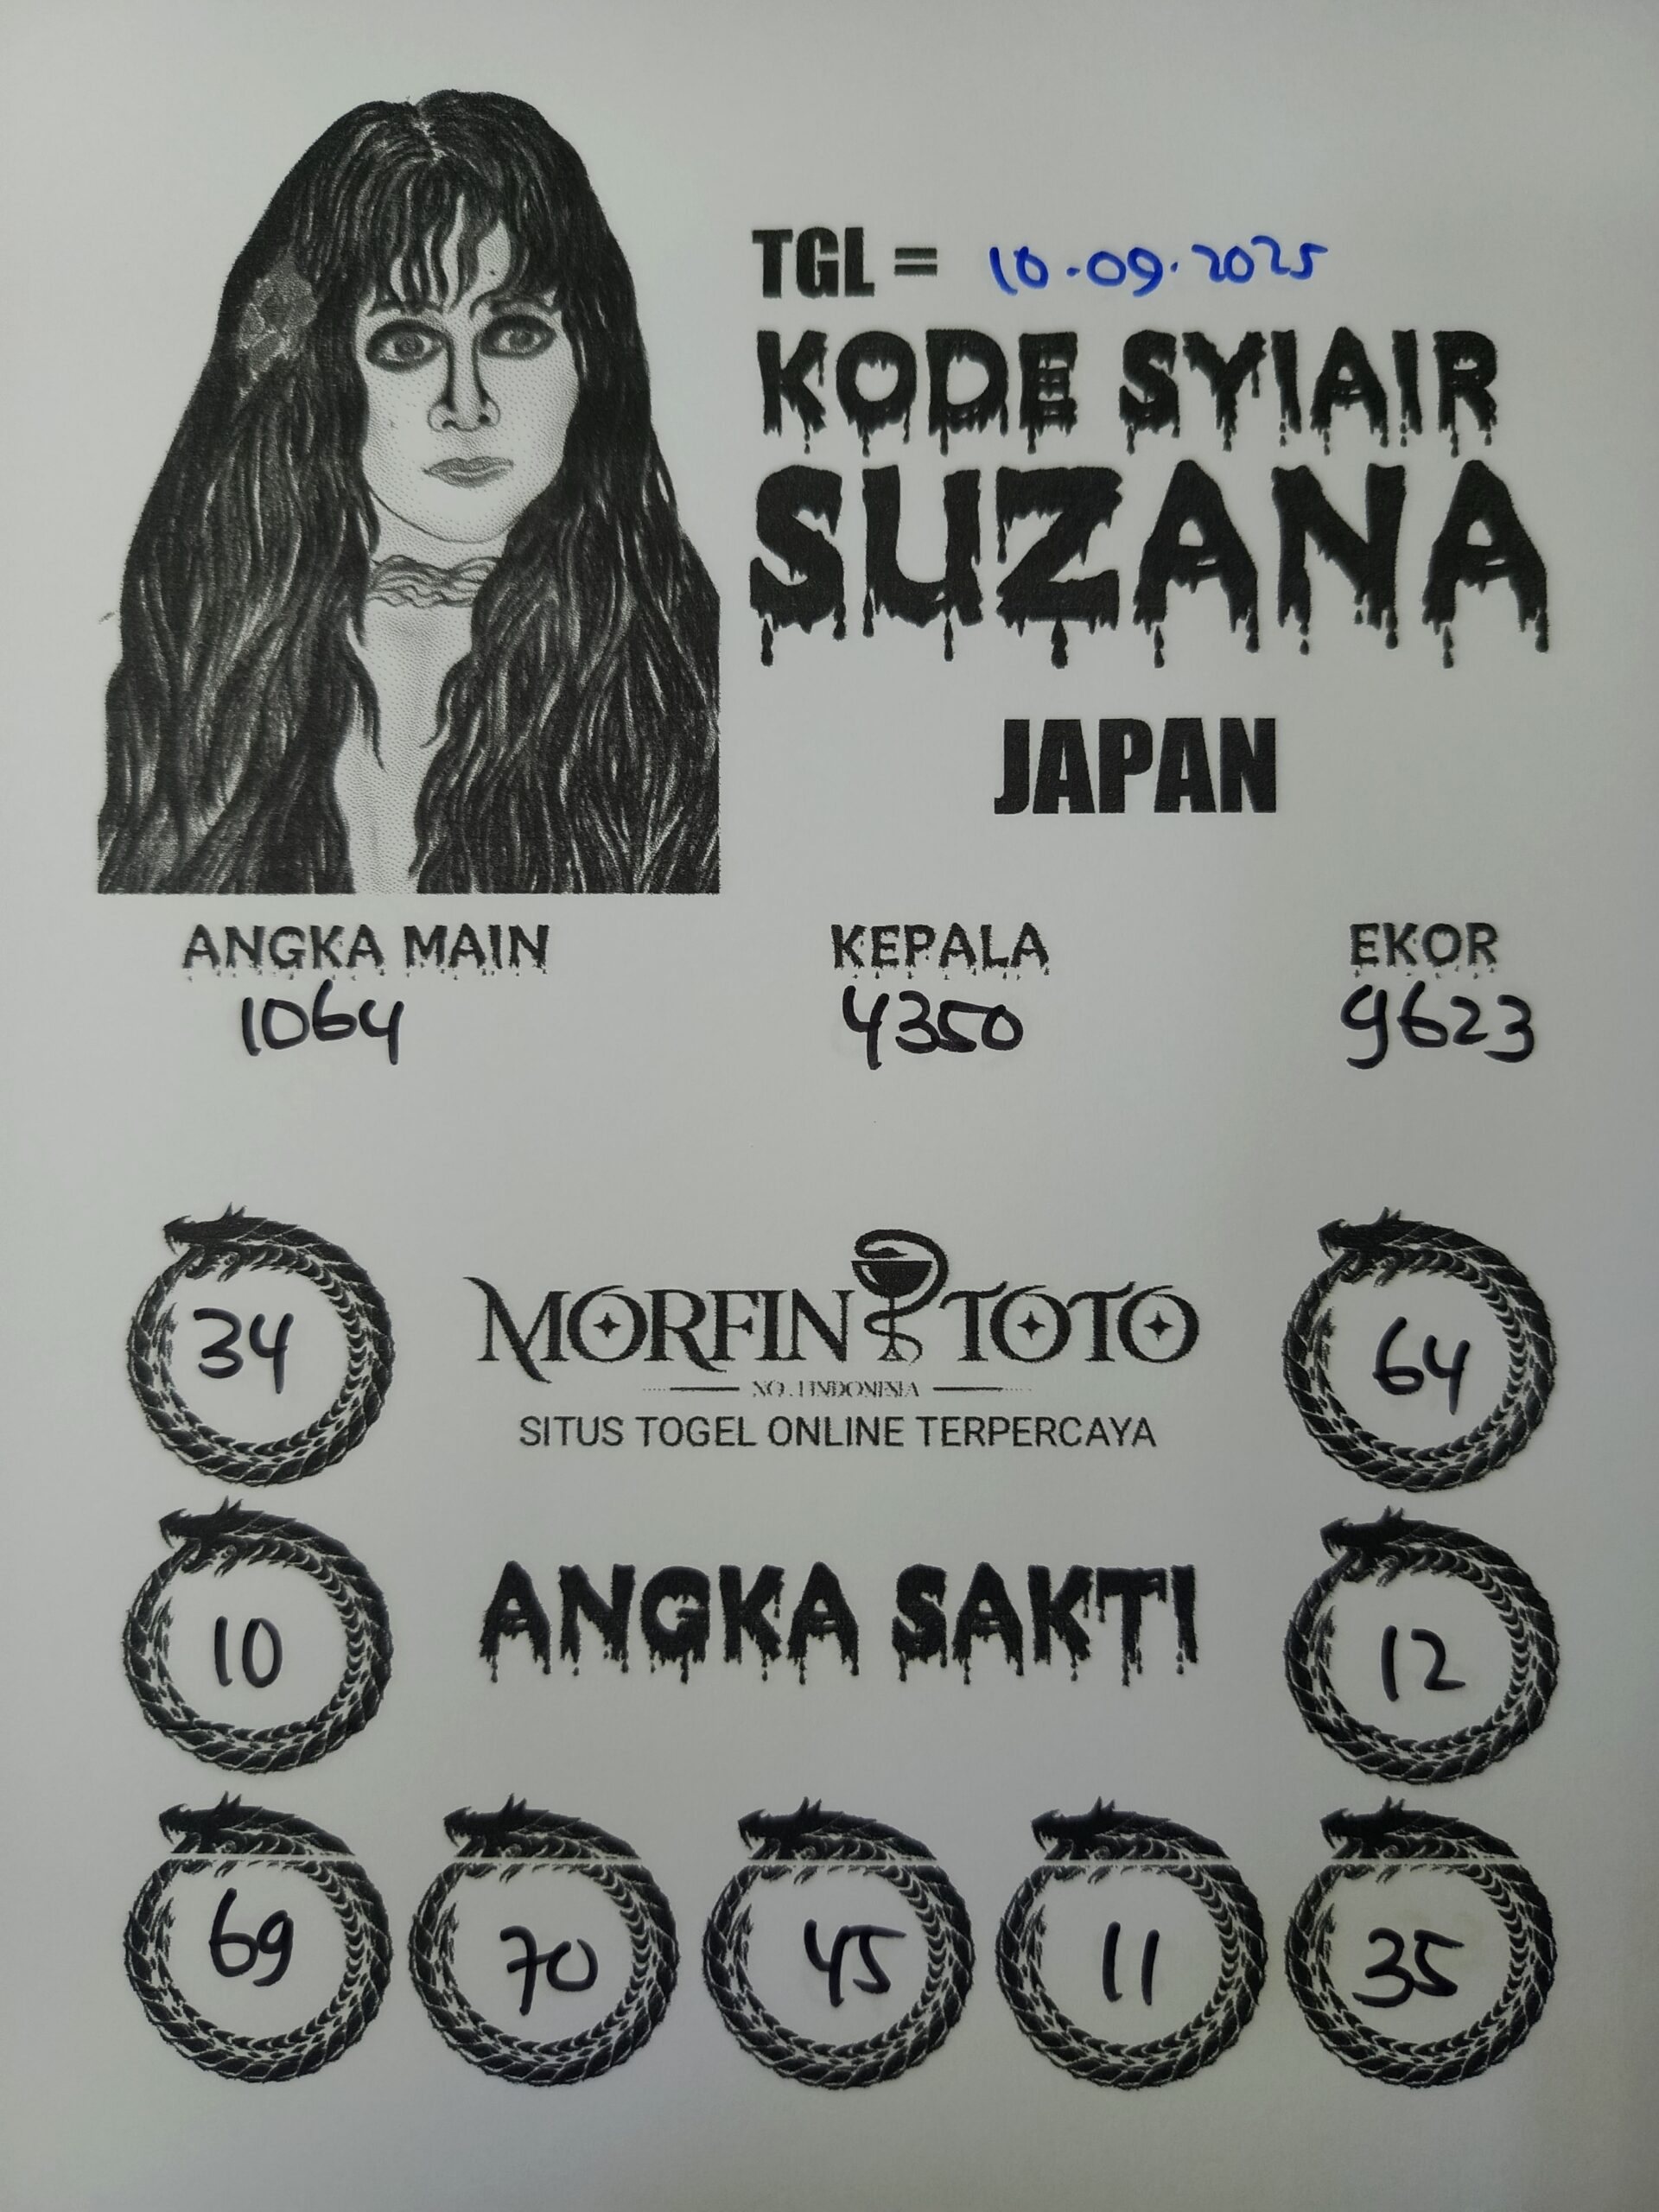 TGL = 10.09.2025
KODE SYIAIR
SUZANA
JAPAN
ANGKA MAIN KEPALA EKOR
1064 4350 9623
MORFIN TOTO
NO.1 INDONESIA
SITUS TOGEL ONLINE TERPERCAYA
34 64
ANGKA SAKTI
10 12
69 70 45 11 35